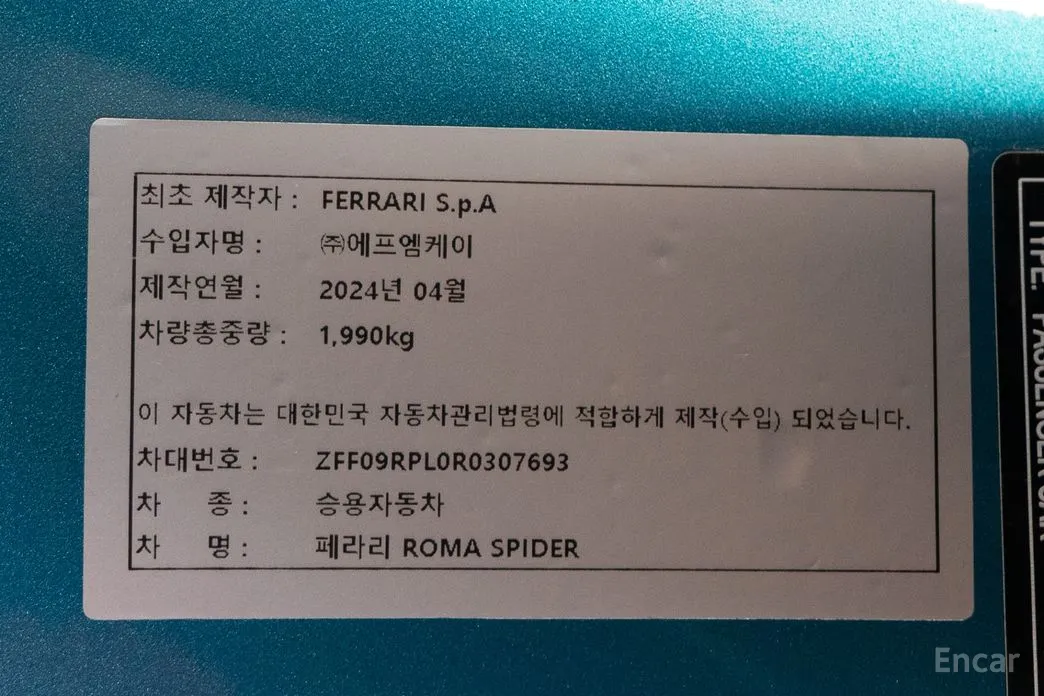 최초 제작자 : FERRARI S.p.A
수입자명 : ㈜에프엠케이
제작연월 : 2024년 04월
차량총중량 : 1,990kg
이 자동차는 대한민국 자동차관리법령에 적합하게 제작(수입) 되었습니다.
차대번호 : ZFF09RPL0R0307693
차 종 : 승용자동차
차 명 : 페라리 ROMA SPIDER
TYPE: PASSENGER CAR
Encar